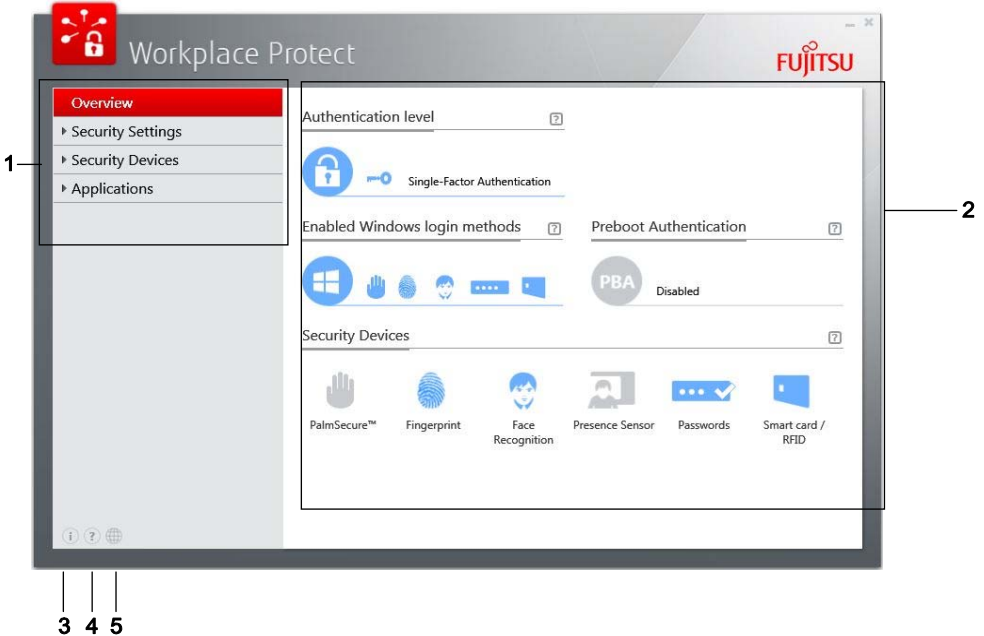 Workplace Protect
FUJITSU
Overview
Security Settings
Security Devices
Applications
1
Authentication level ?
Single-Factor Authentication
2
Enabled Windows login methods ?
Preboot Authentication ?
PBA
Disabled
Security Devices ?
PalmSecure™
Fingerprint
Face
Recognition
Presence Sensor
Passwords
Smart card /
RFID
i ?
3 4 5